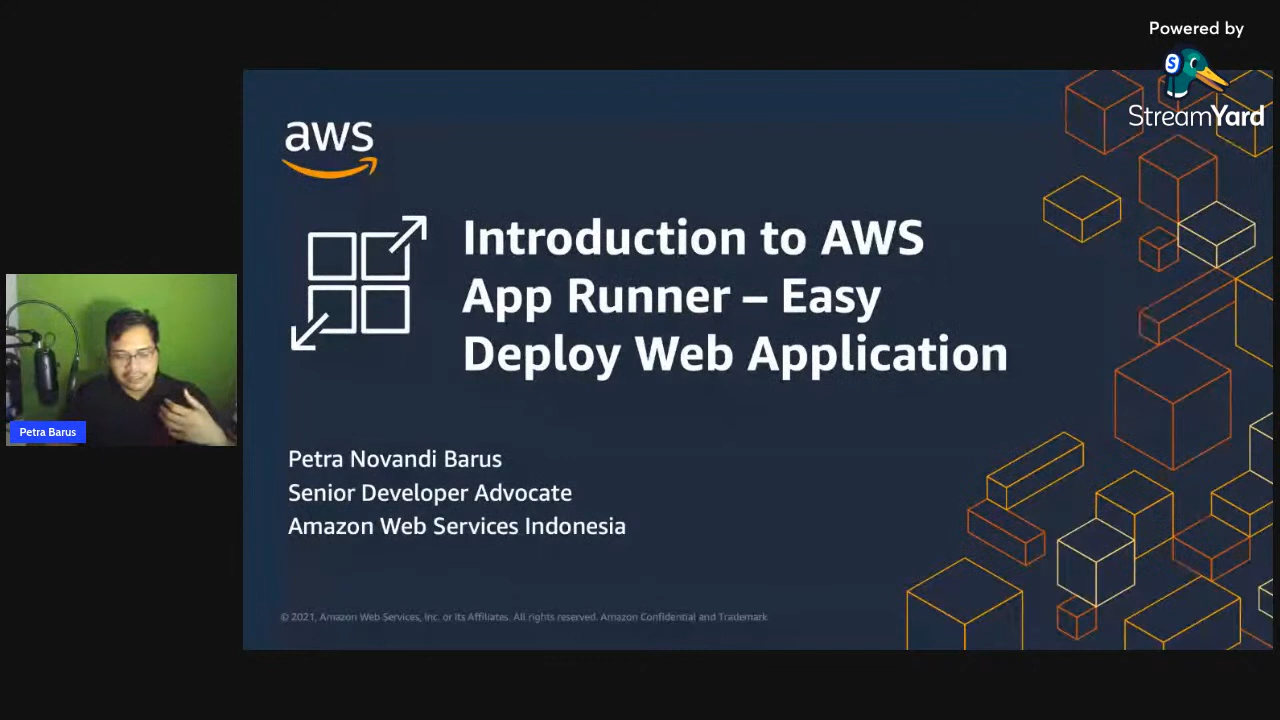 Powered by
S
StreamYard
aws
Introduction to AWS
App Runner – Easy
Deploy Web Application
Petra Barus
Petra Novandi Barus
Senior Developer Advocate
Amazon Web Services Indonesia
© 2021, Amazon Web Services, Inc. or its Affiliates. All rights reserved. Amazon Confidential and Trademark